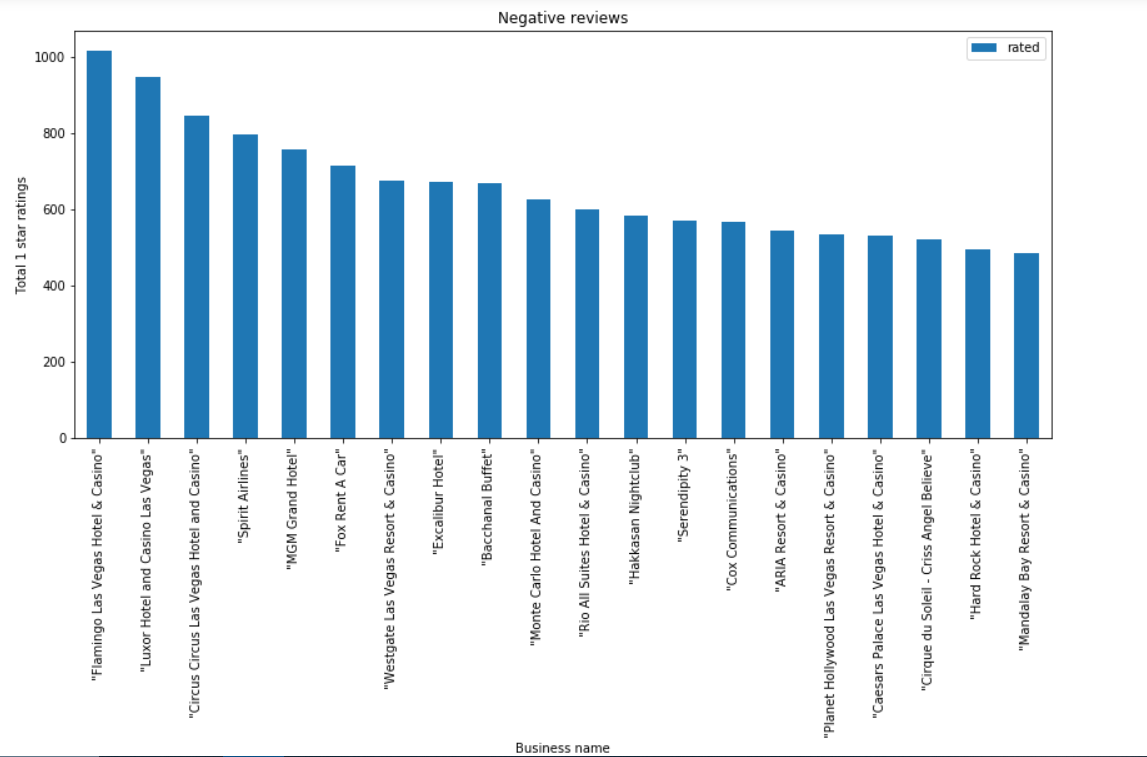 Negative reviews
rated
Total 1 star ratings
1000
800
600
400
200
0
"Flamingo Las Vegas Hotel & Casino"
"Luxor Hotel and Casino Las Vegas"
"Circus Circus Las Vegas Hotel and Casino"
"Spirit Airlines"
"MGM Grand Hotel"
"Fox Rent A Car"
"Westgate Las Vegas Resort & Casino"
"Excalibur Hotel"
"Bacchanal Buffet"
"Monte Carlo Hotel And Casino"
"Rio All Suites Hotel & Casino"
"Hakkasan Nightclub"
"Serendipity 3"
"Cox Communications"
"ARIA Resort & Casino"
"Planet Hollywood Las Vegas Resort & Casino"
"Caesars Palace Las Vegas Hotel & Casino"
"Cirque du Soleil - Criss Angel Believe"
"Hard Rock Hotel & Casino"
"Mandalay Bay Resort & Casino"
Business name